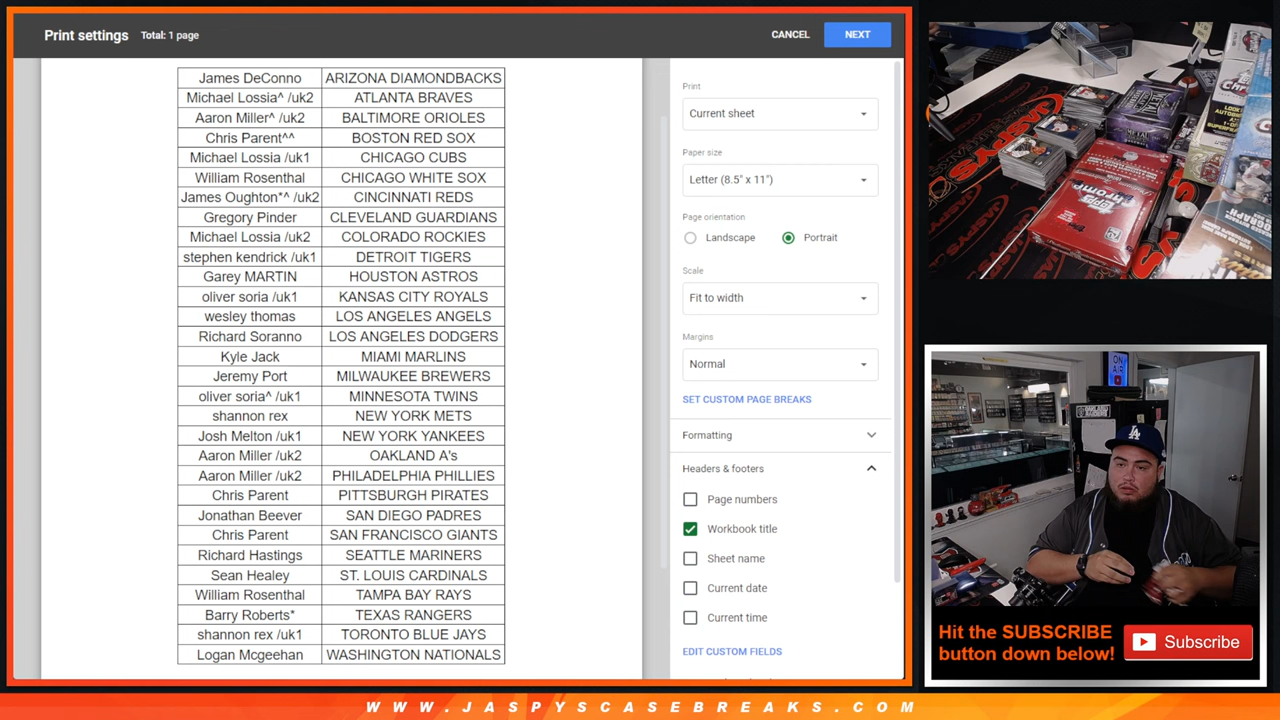 Print settings Total: 1 page CANCEL NEXT
James DeConno ARIZONA DIAMONDBACKS
Michael Lossia^ /uk2 ATLANTA BRAVES
Aaron Miller^ /uk2 BALTIMORE ORIOLES
Chris Parent^^ BOSTON RED SOX
Michael Lossia /uk1 CHICAGO CUBS
William Rosenthal CHICAGO WHITE SOX
James Oughton*^ /uk2 CINCINNATI REDS
Gregory Pinder CLEVELAND GUARDIANS
Michael Lossia /uk2 COLORADO ROCKIES
stephen kendrick /uk1 DETROIT TIGERS
Garey MARTIN HOUSTON ASTROS
oliver soria /uk1 KANSAS CITY ROYALS
wesley thomas LOS ANGELES ANGELS
Richard Soranno LOS ANGELES DODGERS
Kyle Jack MIAMI MARLINS
Jeremy Port MILWAUKEE BREWERS
oliver soria^ /uk1 MINNESOTA TWINS
shannon rex NEW YORK METS
Josh Melton /uk1 NEW YORK YANKEES
Aaron Miller /uk2 OAKLAND A's
Aaron Miller /uk2 PHILADELPHIA PHILLIES
Chris Parent PITTSBURGH PIRATES
Jonathan Beever SAN DIEGO PADRES
Chris Parent SAN FRANCISCO GIANTS
Richard Hastings SEATTLE MARINERS
Sean Healey ST. LOUIS CARDINALS
William Rosenthal TAMPA BAY RAYS
Barry Roberts* TEXAS RANGERS
shannon rex /uk1 TORONTO BLUE JAYS
Logan Mcgeehan WASHINGTON NATIONALS
Print
Current sheet
Paper size
Letter (8.5" x 11")
Page orientation
Landscape Portrait
Scale
Fit to width
Margins
Normal
SET CUSTOM PAGE BREAKS
Formatting
Headers & footers
Page numbers
Workbook title
Sheet name
Current date
Current time
EDIT CUSTOM FIELDS
JASPYS
ON
AIR
LA
Hit the SUBSCRIBE
button down below!
Subscribe
WWW.JASPYSCASEBREAKS.COM